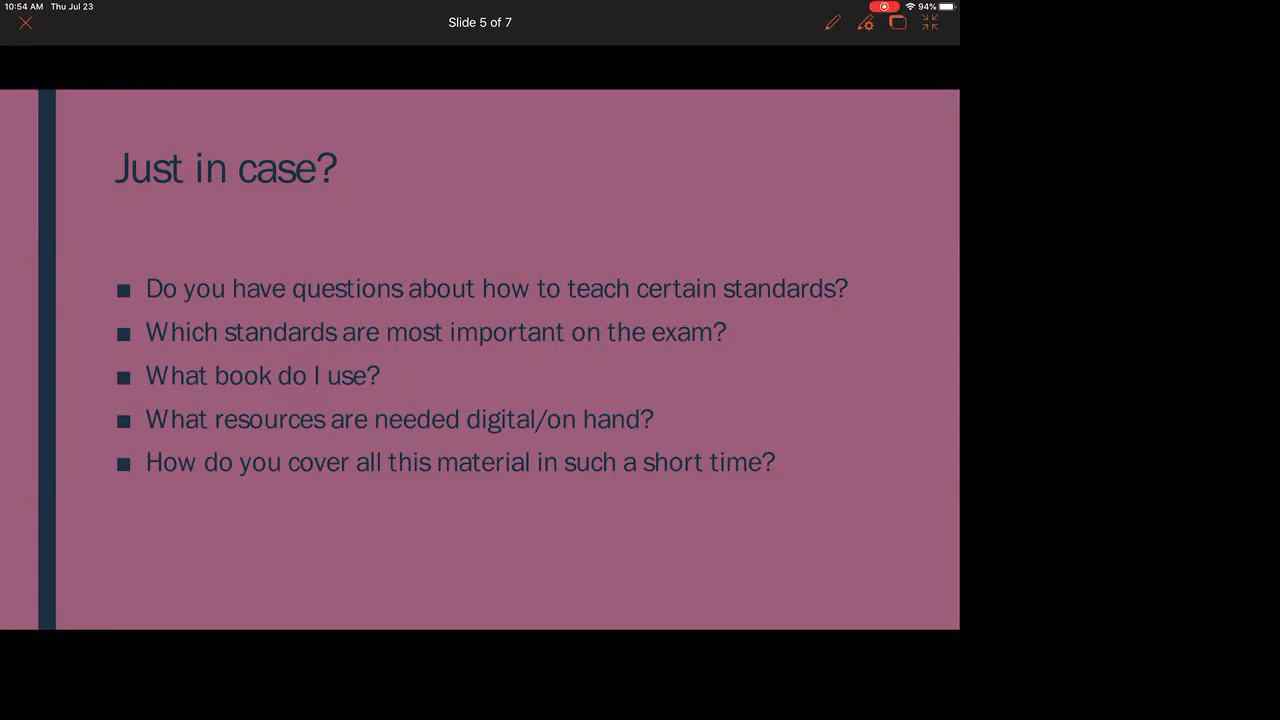 10:54 AM Thu Jul 23
94%
Slide 5 of 7
Just in case?
■ Do you have questions about how to teach certain standards?
■ Which standards are most important on the exam?
■ What book do I use?
■ What resources are needed digital/on hand?
■ How do you cover all this material in such a short time?